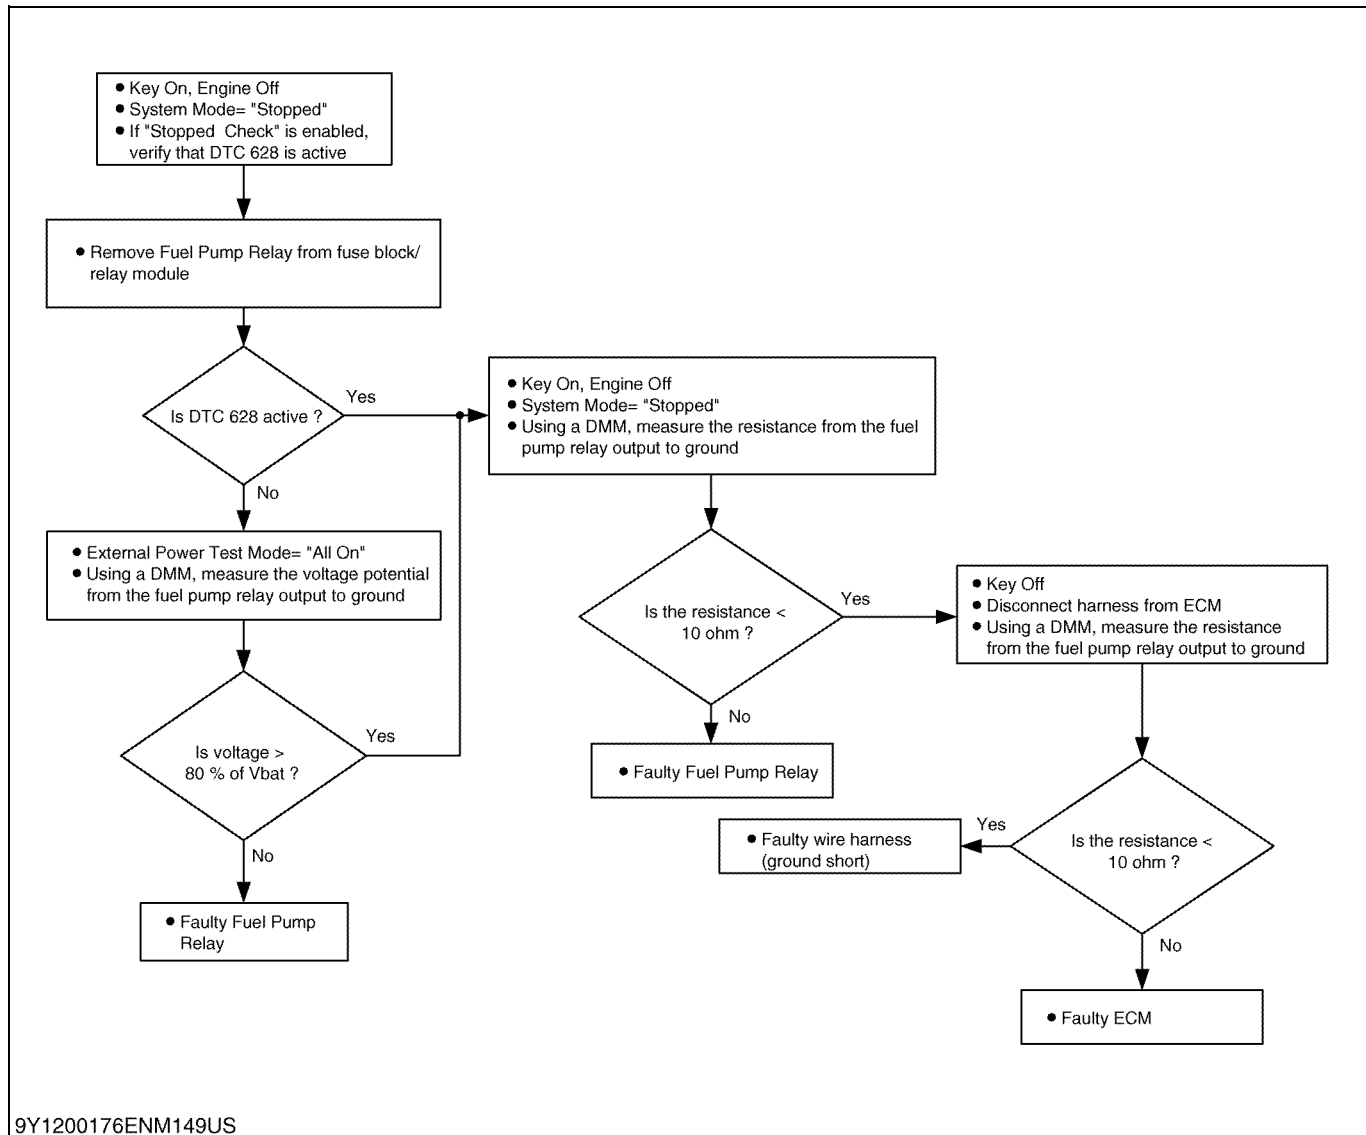 ● Key On, Engine Off
● System Mode= "Stopped"
● If "Stopped Check" is enabled,
verify that DTC 628 is active
● Remove Fuel Pump Relay from fuse block/
relay module
Is DTC 628 active ?
Yes
No
● External Power Test Mode= "All On"
● Using a DMM, measure the voltage potential
from the fuel pump relay output to ground
Is voltage >
80 % of Vbat ?
Yes
No
● Faulty Fuel Pump
Relay
● Key On, Engine Off
● System Mode= "Stopped"
● Using a DMM, measure the resistance from the fuel
pump relay output to ground
Is the resistance <
10 ohm ?
Yes
No
● Faulty Fuel Pump Relay
● Key Off
● Disconnect harness from ECM
● Using a DMM, measure the resistance
from the fuel pump relay output to ground
Is the resistance <
10 ohm ?
Yes
● Faulty wire harness
(ground short)
No
● Faulty ECM
9Y1200176ENM149US